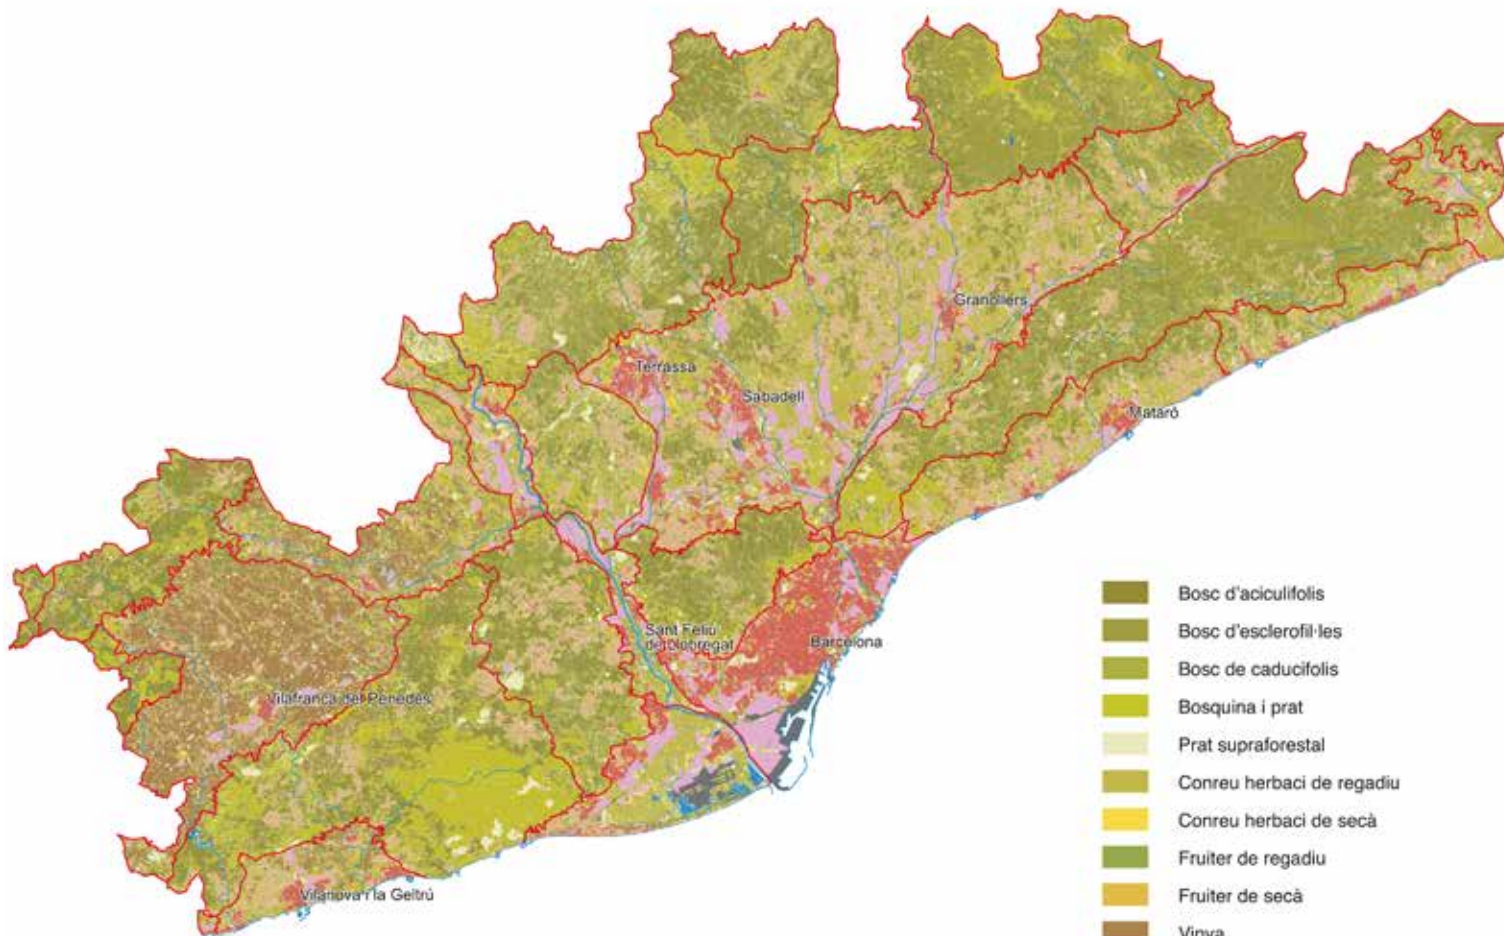 Granollers
Terrassa
Sabadell
Mataró
Sant Feliu
de Llobregat
Barcelona
Vilafranca del Penedès
Vilanova i la Geltrú
Bosc d'aciculifolis
Bosc d'esclerofil·les
Bosc de caducifolis
Bosquina i prat
Prat supraforestal
Conreu herbaci de regadiu
Conreu herbaci de secà
Fruiter de regadiu
Fruiter de secà
Vinya